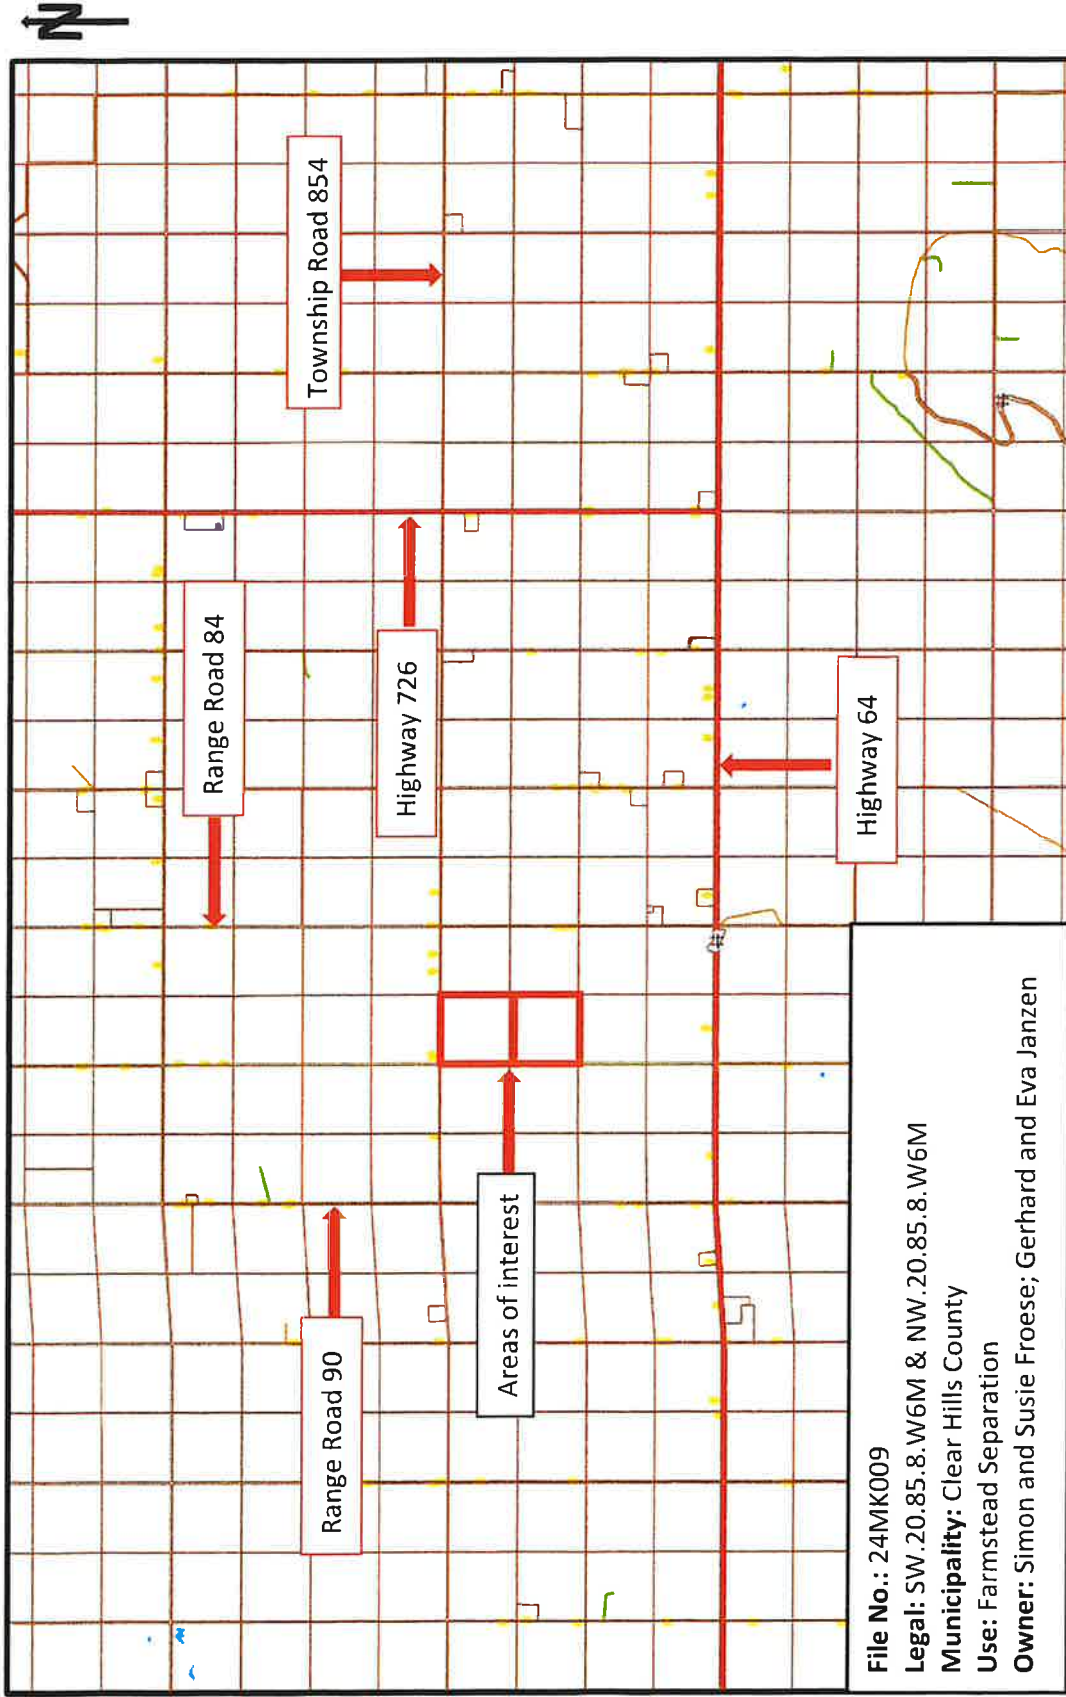 N
Township Road 854
Range Road 84
Highway 726
Highway 64
Areas of interest
Range Road 90
File No.: 24MK009
Legal: SW.20.85.8.W6M & NW.20.85.8.W6M
Municipality: Clear Hills County
Use: Farmstead Separation
Owner: Simon and Susie Froese; Gerhard and Eva Janzen